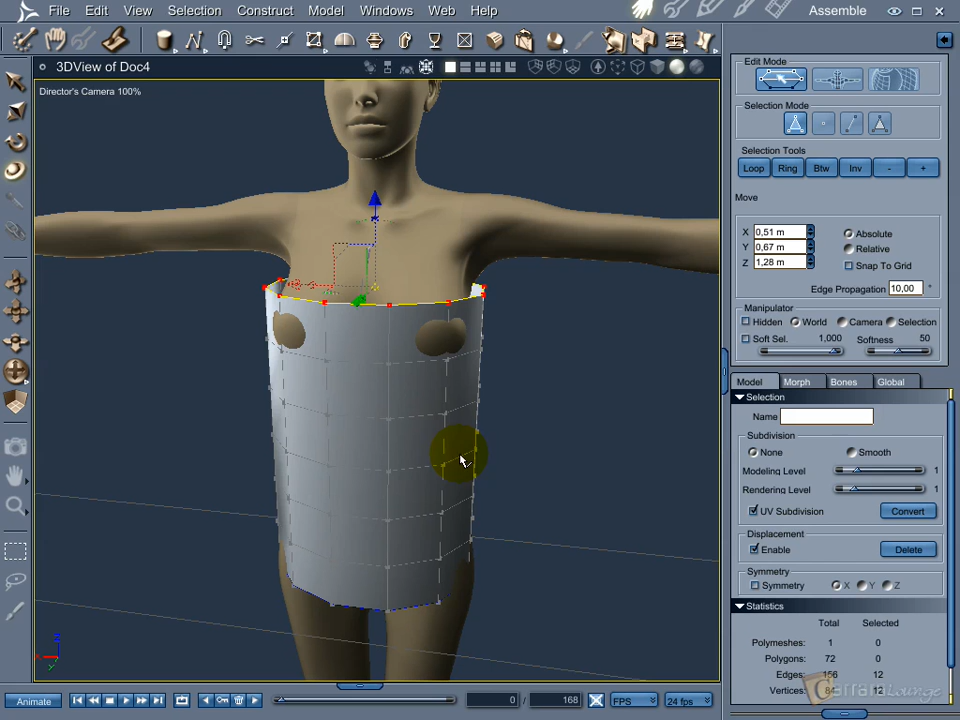 File Edit View Selection Construct Model Windows Web Help Assemble
3DView of Doc4
Director's Camera 100%
Edit Mode
Selection Mode
Selection Tools
Loop Ring Btw Inv - +
Move
X 0,51 m Absolute
Y 0,67 m Relative
Z 1,28 m Snap To Grid
Edge Propagation 10,00 °
Manipulator
Hidden World Camera Selection
Soft Sel. 1,000 Softness 50
Model Morph Bones Global
Selection
Name
Subdivision
None Smooth
Modeling Level 1
Rendering Level 1
UV Subdivision Convert
Displacement
Enable Delete
Symmetry
Symmetry X Y Z
Statistics
Total Selected
Polymeshes: 1 0
Polygons: 72 0
Edges: 156 12
Vertices: 12
Lounge
Z
X
Y
Animate 0 / 168 FPS 24 fps